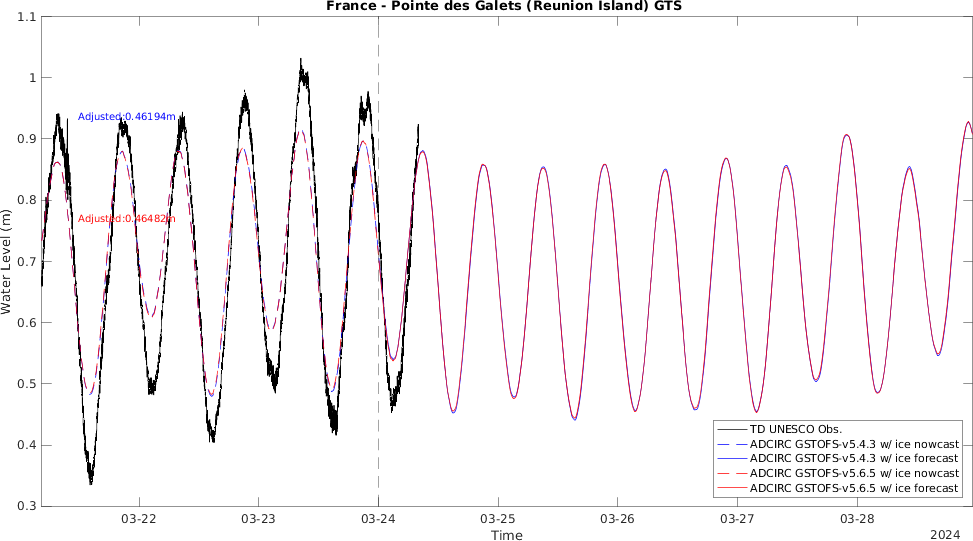 France - Pointe des Galets (Reunion Island) GTS
1.1
1
0.9
0.8
0.7
0.6
0.5
0.4
0.3
Water Level (m)
Adjusted:0.46194m
Adjusted:0.46482m
TD UNESCO Obs.
ADCIRC GSTOFS-v5.4.3 w/ ice nowcast
ADCIRC GSTOFS-v5.4.3 w/ ice forecast
ADCIRC GSTOFS-v5.6.5 w/ ice nowcast
ADCIRC GSTOFS-v5.6.5 w/ ice forecast
03-22 03-23 03-24 03-25 03-26 03-27 03-28
Time
2024